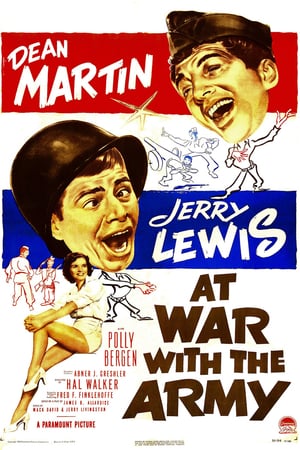 DEAN
MARTIN
JERRY
LEWIS
AT
WAR
WITH THE
ARMY
POLLY
BERGEN
ABNER J. GRESHLER
HAL WALKER
FRED F. FINKLEHOFFE
JAMES B. ALLARDICE
MACK DAVID & JERRY LIVINGSTON
A PARAMOUNT PICTURE